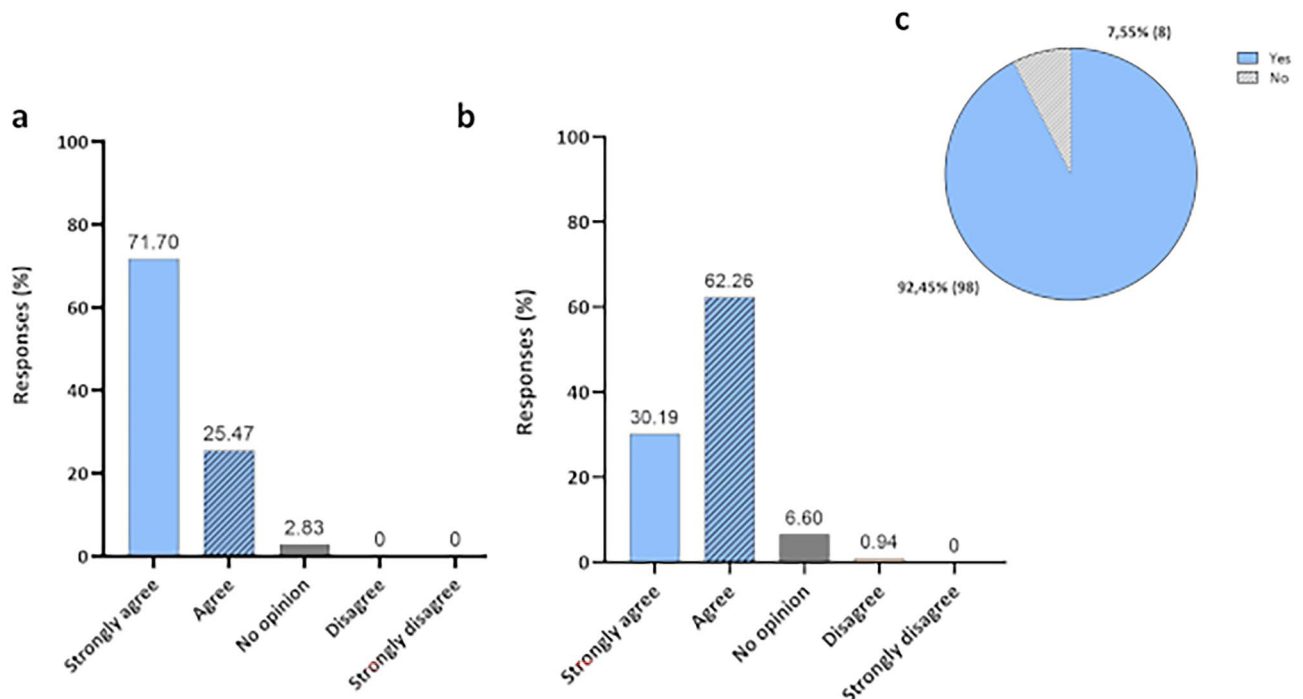 a
Responses (%)
100
80
60
40
20
0
71.70
25.47
2.83
0
0
Strongly agree
Agree
No opinion
Disagree
Strongly disagree
b
Responses (%)
100
80
60
40
20
0
30.19
62.26
6.60
0.94
0
Strongly agree
Agree
No opinion
Disagree
Strongly disagree
c
7,55% (8)
92,45% (98)
Yes
No